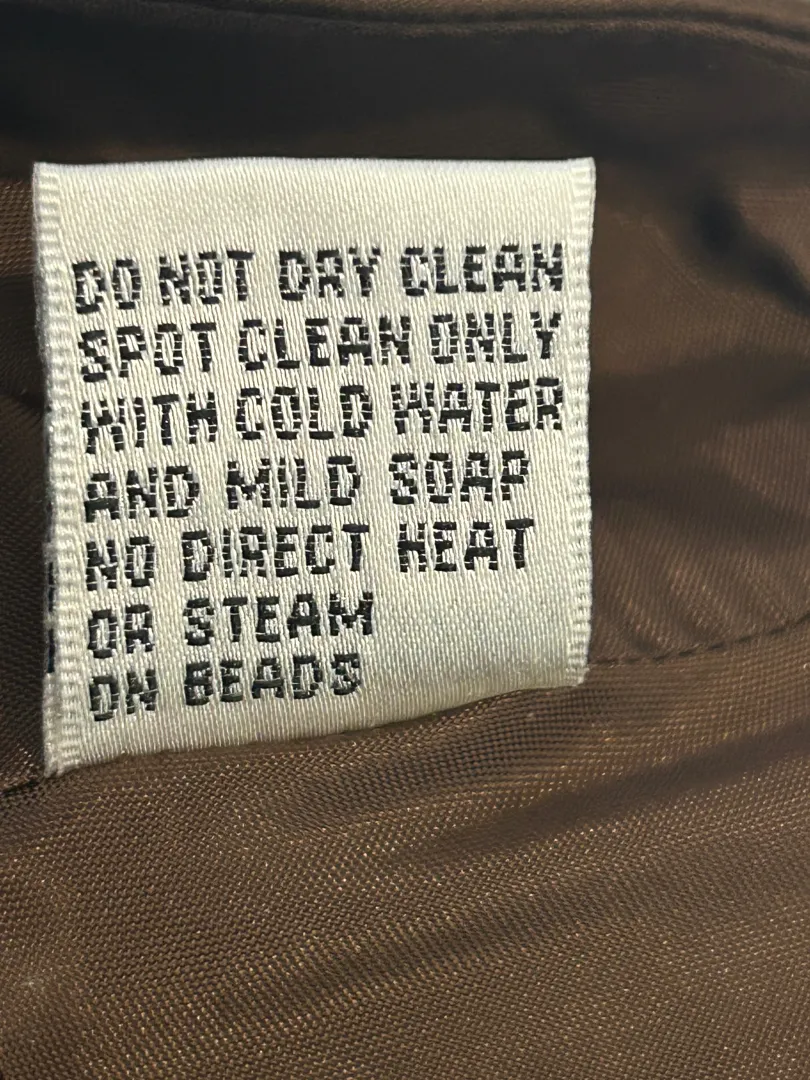 DO NOT DRY CLEAN
SPOT CLEAN ONLY
WITH COLD WATER
AND MILD SOAP
NO DIRECT HEAT
OR STEAM
ON BEADS